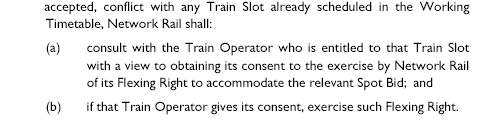 accepted, conflict with any Train Slot already scheduled in the Working
Timetable, Network Rail shall:
(a) consult with the Train Operator who is entitled to that Train Slot
with a view to obtaining its consent to the exercise by Network Rail
of its Flexing Right to accommodate the relevant Spot Bid; and
(b) if that Train Operator gives its consent, exercise such Flexing Right.